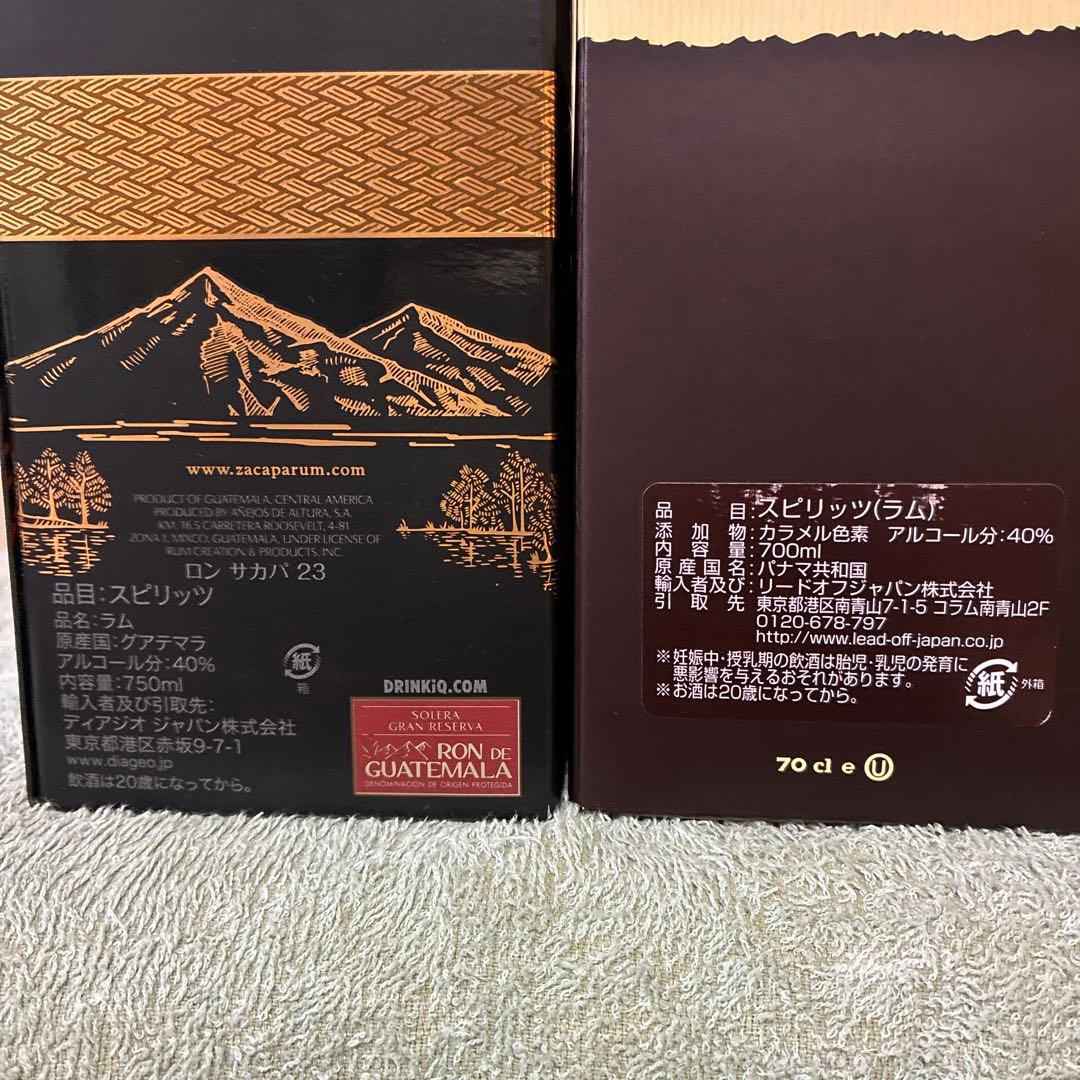 www.zacaparum.com
PRODUCT OF GUATEMALA, CENTRAL AMERICA
PRODUCED BY AÑEJOS DE ALTURA, S.A.
KM. 16.5 CARRETERA ROOSEVELT, 4-81
ZONA 1, MIXCO, GUATEMALA, UNDER LICENSE OF
RUM CREATION & PRODUCTS, INC.
ロン サカパ 23
品目:スピリッツ
品名:ラム
原産国:グアテマラ
アルコール分:40%
内容量:750ml
輸入者及び引取先:
ディアジオ ジャパン株式会社
東京都港区赤坂9-7-1
www.diageo.jp
飲酒は20歳になってから。
紙
箱
DRINKiQ.COM
SOLERA
GRAN RESERVA
RON DE
GUATEMALA
DENOMINACION DE ORIGEN PROTEGIDA
品目:スピリッツ(ラム)
添加物:カラメル色素 アルコール分:40%
内容量:700ml
原産国名:パナマ共和国
輸入者及び:リードオフジャパン株式会社
引取先 東京都港区南青山7-1-5 コラム南青山2F
0120-678-797
http://www.lead-off-japan.co.jp
※妊娠中・授乳期の飲酒は胎児・乳児の発育に
悪影響を与えるおそれがあります。
※お酒は20歳になってから。
紙
外箱
70 cl e U